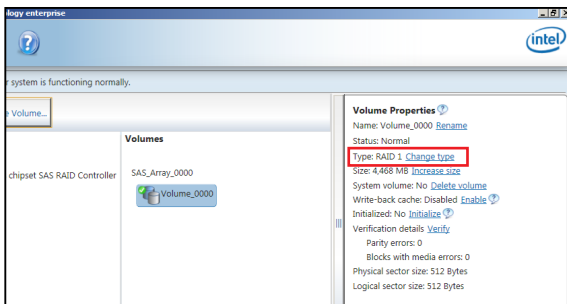 ology enterprise
intel
r system is functioning normally.
e Volume...
Volumes
chipset SAS RAID Controller
SAS_Array_0000
Volume_0000
Volume Properties
Name: Volume_0000 Rename
Status: Normal
Type: RAID 1 Change type
Size: 4,468 MB Increase size
System volume: No Delete volume
Write-back cache: Disabled Enable
Initialized: No Initialize
Verification details Verify
Parity errors: 0
Blocks with media errors: 0
Physical sector size: 512 Bytes
Logical sector size: 512 Bytes